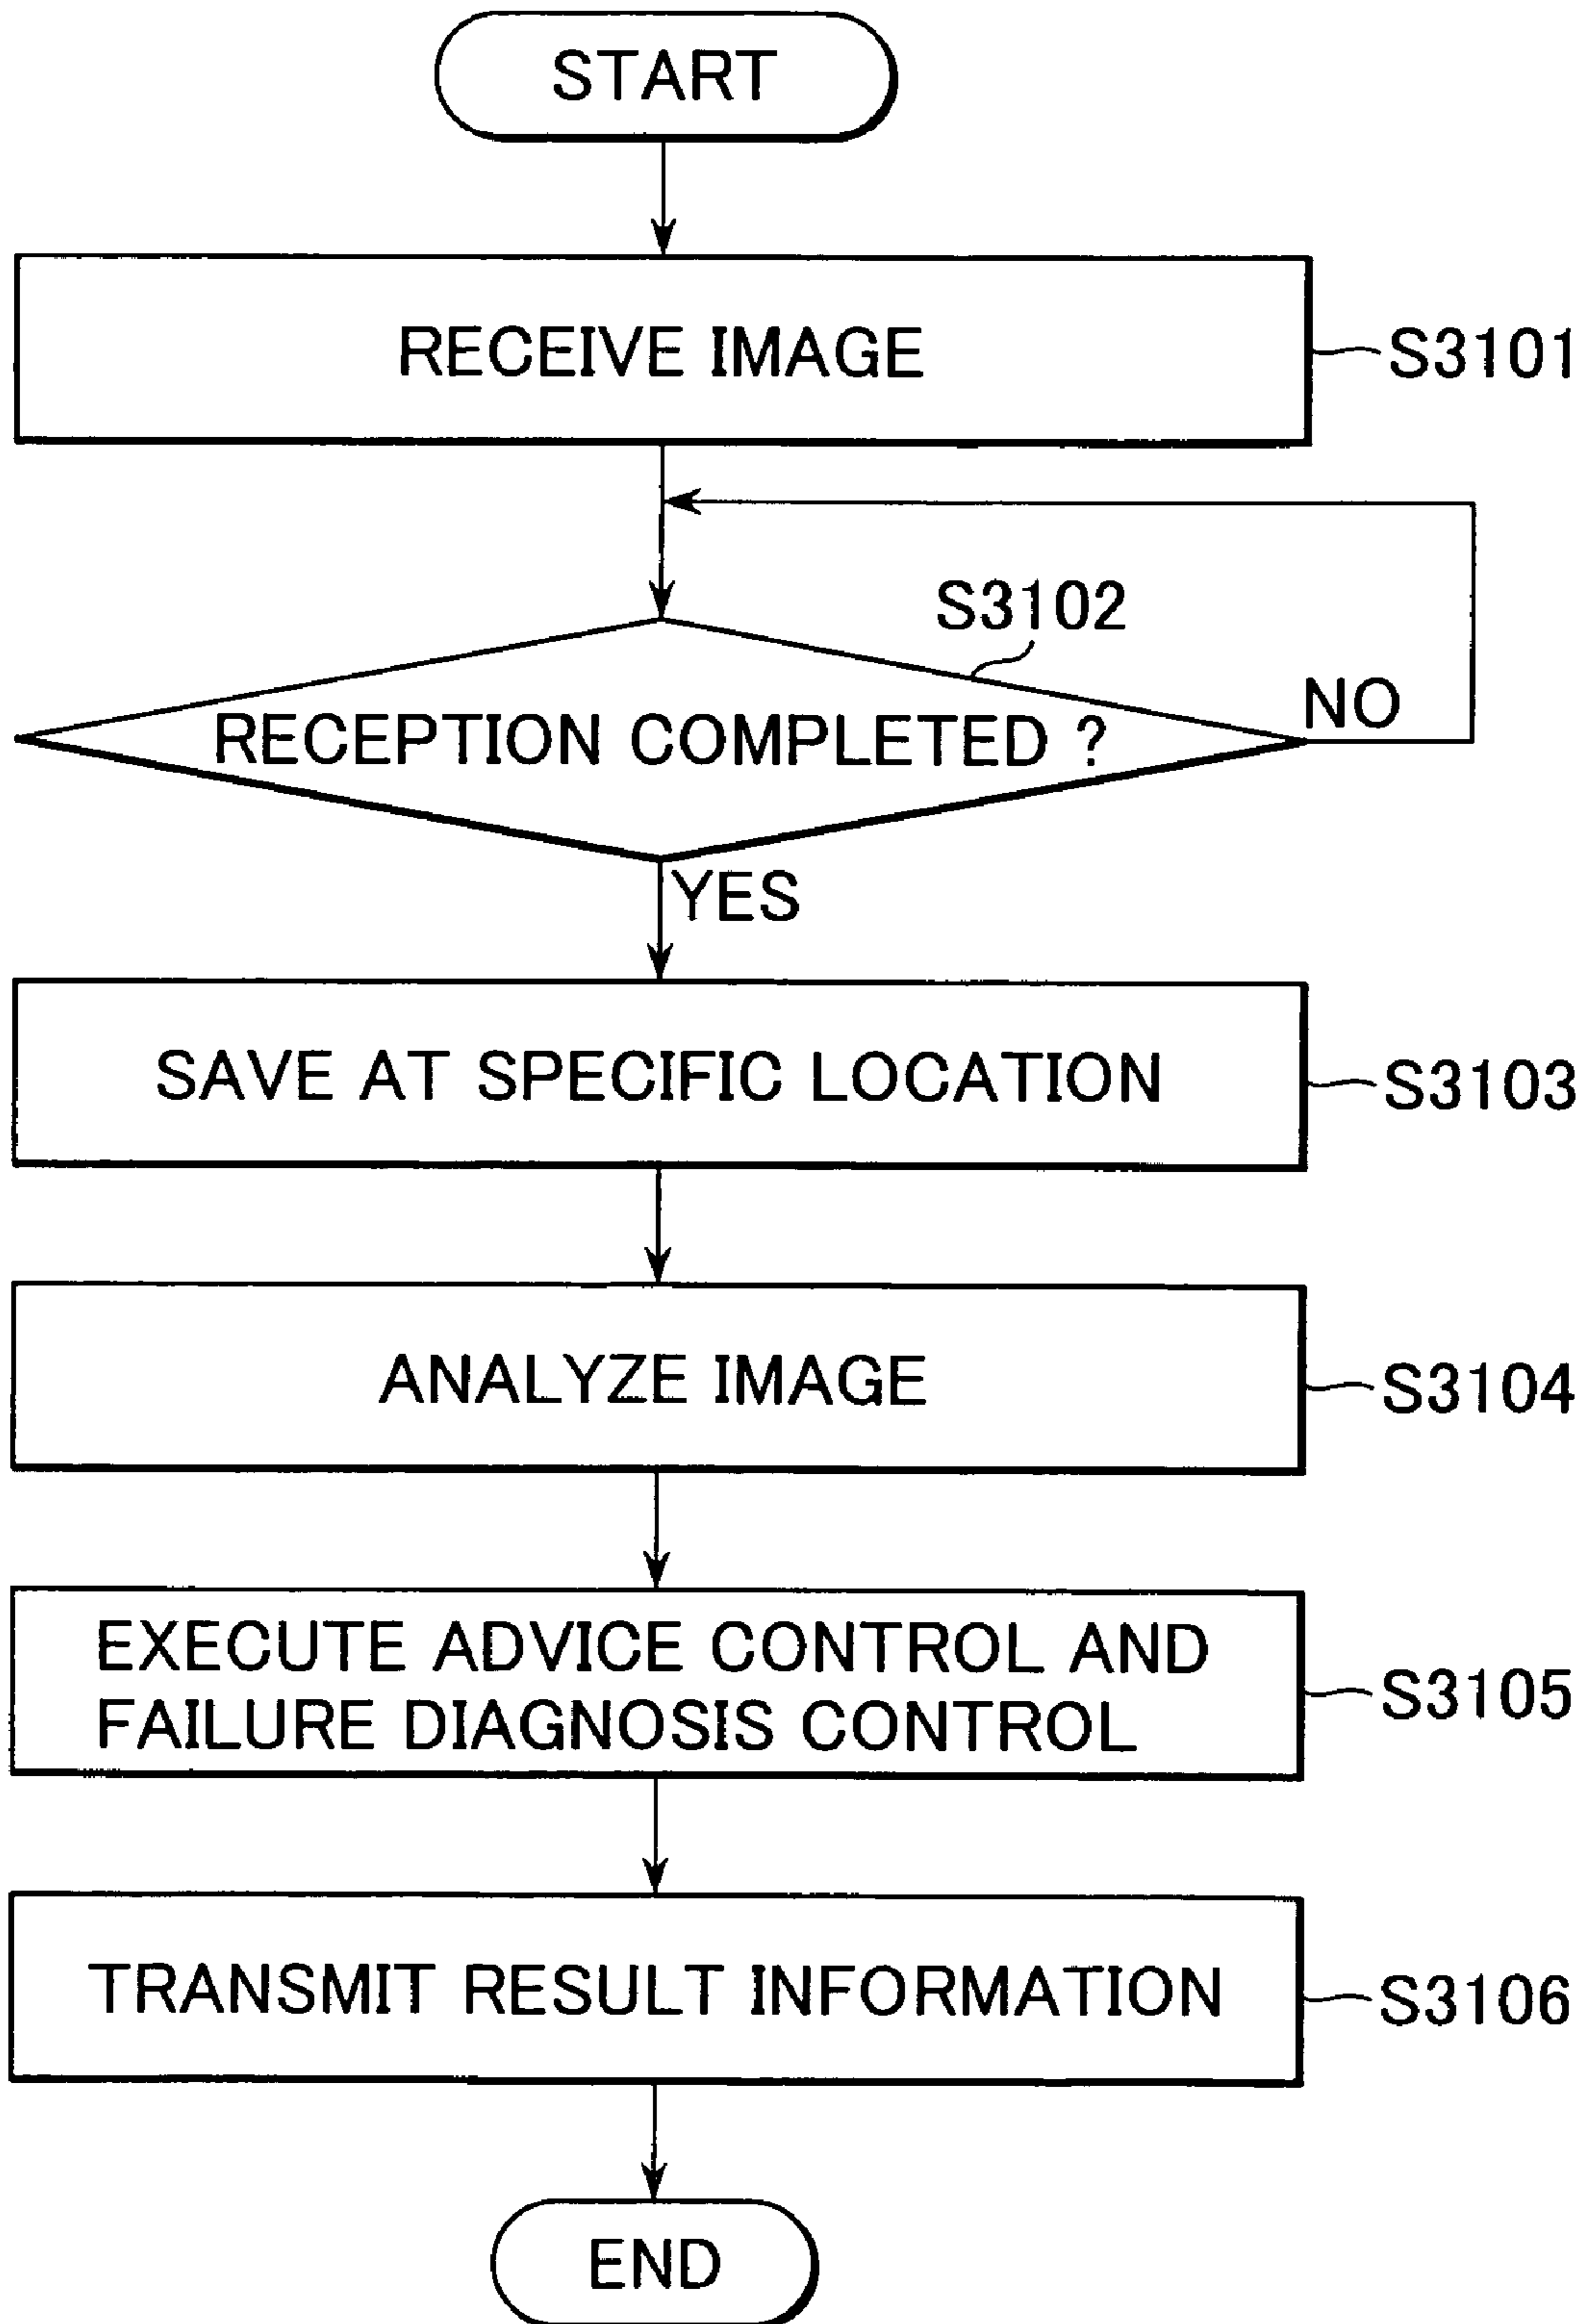 START
RECEIVE IMAGE
S3101
S3102
RECEPTION COMPLETED ?
NO
YES
SAVE AT SPECIFIC LOCATION
S3103
ANALYZE IMAGE
S3104
EXECUTE ADVICE CONTROL AND
FAILURE DIAGNOSIS CONTROL
S3105
TRANSMIT RESULT INFORMATION
S3106
END